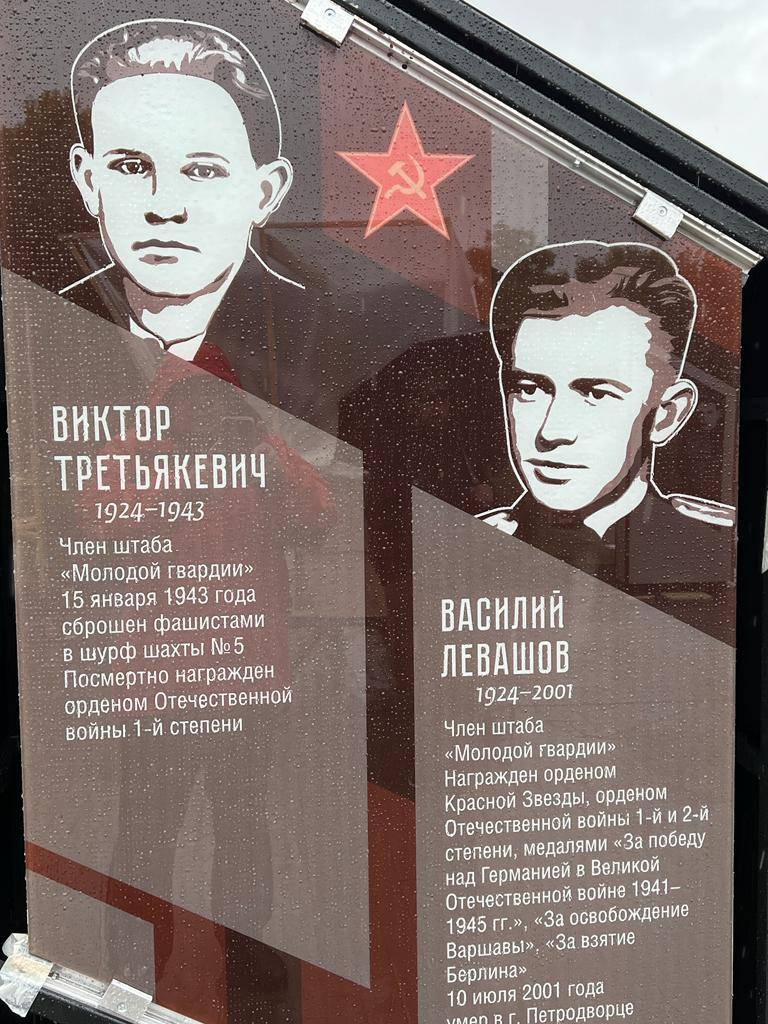 ВИКТОР
ТРЕТЬЯКЕВИЧ
1924–1943
Член штаба
«Молодой гвардии»
15 января 1943 года
сброшен фашистами
в шурф шахты №5
Посмертно награжден
орденом Отечественной
войны 1-й степени
ВАСИЛИЙ
ЛЕВАШОВ
1924–2001
Член штаба
«Молодой гвардии»
Награжден орденом
Красной Звезды, орденом
Отечественной войны 1-й и 2-й
степени, медалями «За победу
над Германией в Великой
Отечественной войне 1941–
1945 гг.», «За освобождение
Варшавы», «За взятие
Берлина»
10 июля 2001 года
умер в г. Петродворце